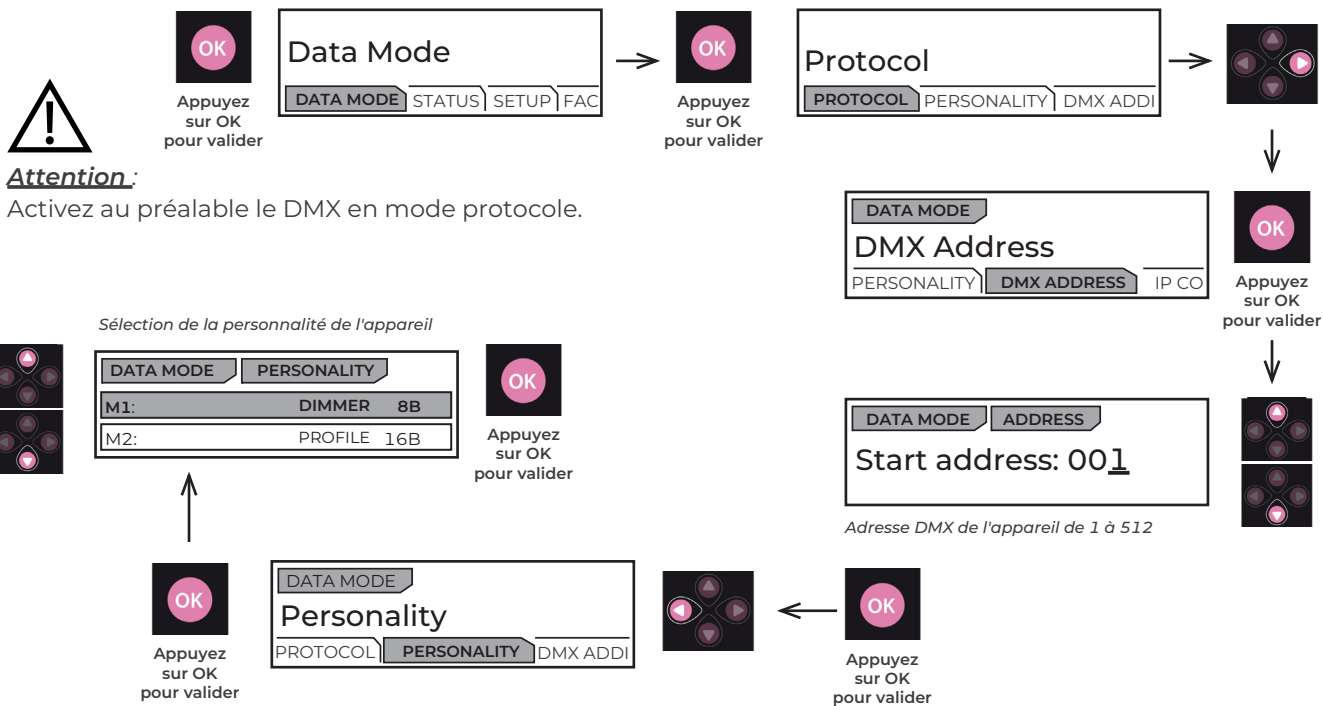 OK
Appuyez
sur OK
pour valider
Data Mode
DATA MODE STATUS SETUP FAC
OK
Appuyez
sur OK
pour valider
Protocol
PROTOCOL PERSONALITY DMX ADDI
Attention :
Activez au préalable le DMX en mode protocole.
DATA MODE
DMX Address
PERSONALITY DMX ADDRESS IP CO
OK
Appuyez
sur OK
pour valider
DATA MODE ADDRESS
Start address: 001
Adresse DMX de l'appareil de 1 à 512
OK
Appuyez
sur OK
pour valider
DATA MODE
Personality
PROTOCOL PERSONALITY DMX ADDI
OK
Appuyez
sur OK
pour valider
Sélection de la personnalité de l'appareil
DATA MODE PERSONALITY
M1: DIMMER 8B
M2: PROFILE 16B
OK
Appuyez
sur OK
pour valider